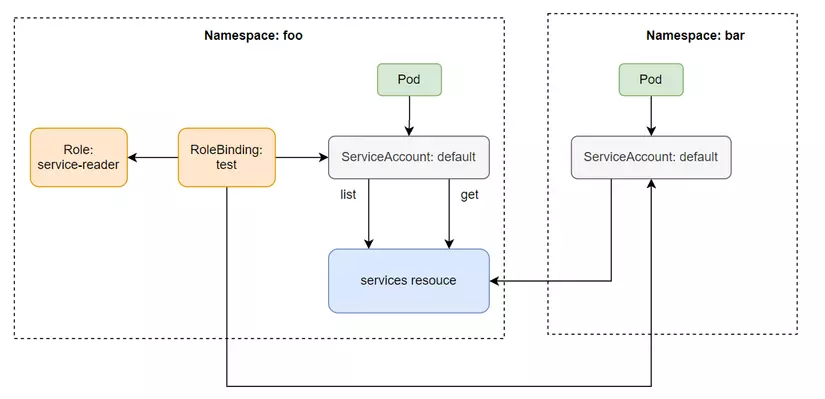 Namespace: foo
Namespace: bar
Pod
Pod
Role:
service-reader
RoleBinding:
test
ServiceAccount: default
ServiceAccount: default
list
get
services resouce